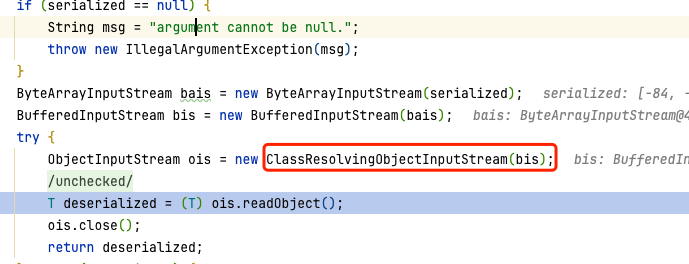 if (serialized == null) {
String msg = "argument cannot be null.";
throw new IllegalArgumentException(msg);
}
ByteArrayInputStream bais = new ByteArrayInputStream(serialized); serialized: [-84, -
BufferedInputStream bis = new BufferedInputStream(bais); bais: ByteArrayInputStream@4
try {
ObjectInputStream ois = new ClassResolvingObjectInputStream(bis); bis: BufferedIn
/unchecked/
T deserialized = (T) ois.readObject();
ois.close();
return deserialized;